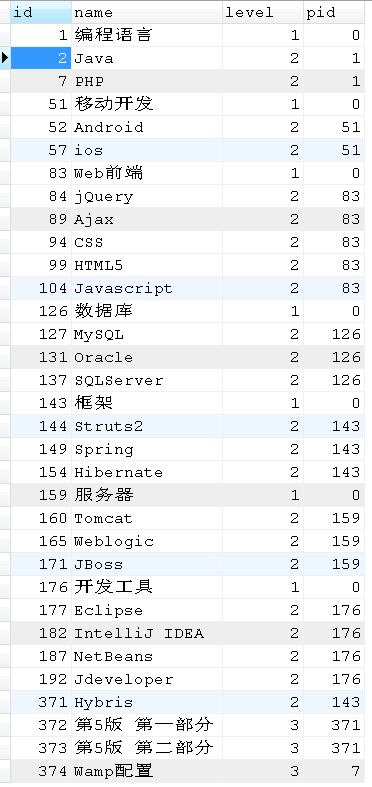 id name level pid
1 编程语言 1 0
2 Java 2 1
7 PHP 2 1
51 移动开发 1 0
52 Android 2 51
57 ios 2 51
83 Web前端 1 0
84 jQuery 2 83
89 Ajax 2 83
94 CSS 2 83
99 HTML5 2 83
104 Javascript 2 83
126 数据库 1 0
127 MySQL 2 126
131 Oracle 2 126
137 SQLServer 2 126
143 框架 1 0
144 Struts2 2 143
149 Spring 2 143
154 Hibernate 2 143
159 服务器 1 0
160 Tomcat 2 159
165 Weblogic 2 159
171 JBoss 2 159
176 开发工具 1 0
177 Eclipse 2 176
182 IntelliJ IDEA 2 176
187 NetBeans 2 176
192 Jdeveloper 2 176
371 Hybris 2 143
372 第5版 第一部分 3 371
373 第5版 第二部分 3 371
374 Wamp配置 3 7